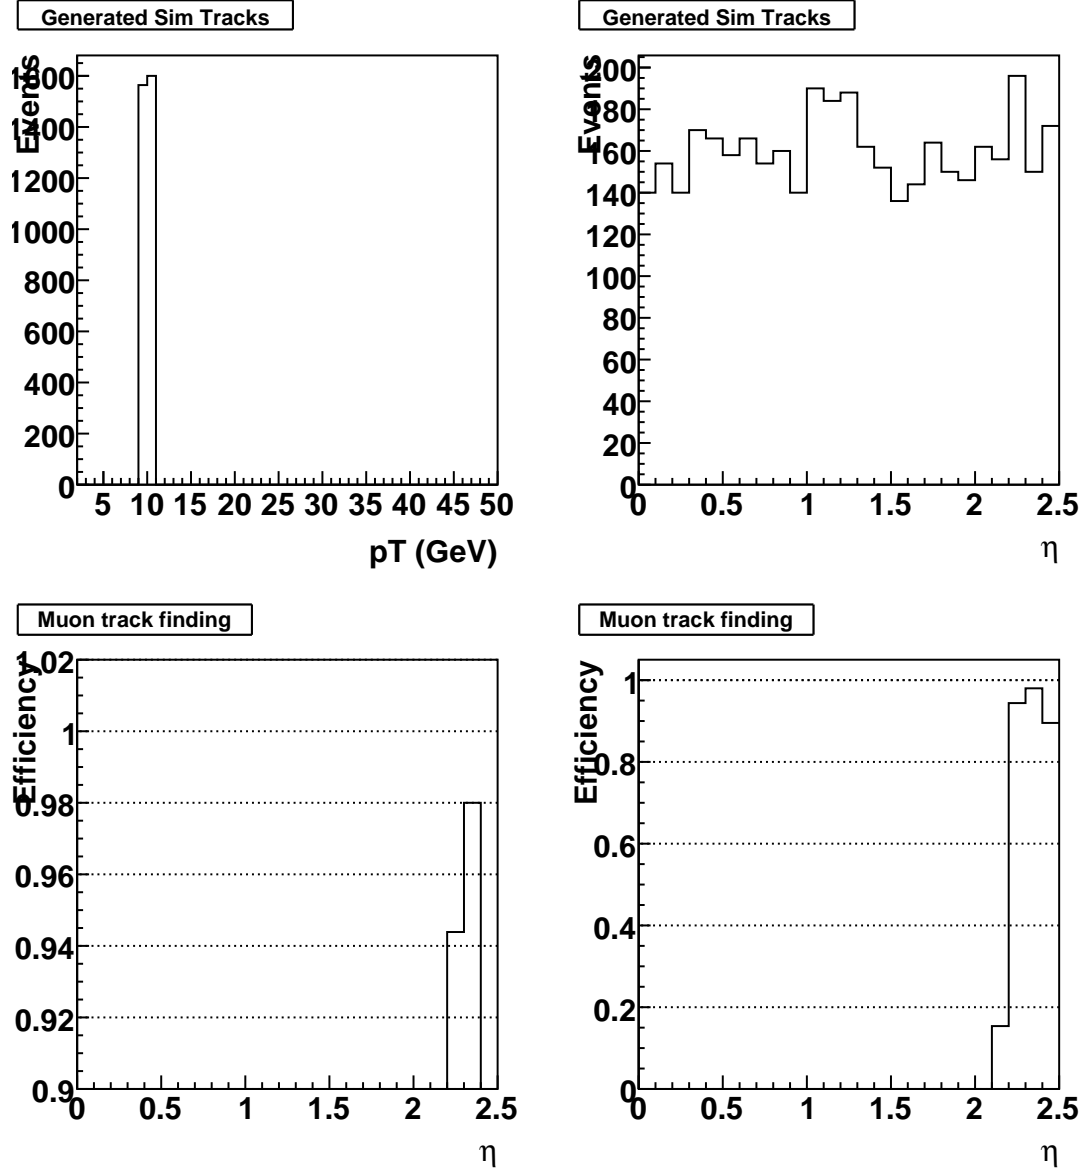 Generated Sim Tracks
Events
1600
1400
1200
1000
800
600
400
200
0
5 10 15 20 25 30 35 40 45 50
pT (GeV)
Generated Sim Tracks
Events
200
180
160
140
120
100
80
60
40
20
0
0 0.5 1 1.5 2 2.5
η
Muon track finding
Efficiency
1.02
1
0.98
0.96
0.94
0.92
0.9
0 0.5 1 1.5 2 2.5
η
Muon track finding
Efficiency
1
0.8
0.6
0.4
0.2
0
0 0.5 1 1.5 2 2.5
η